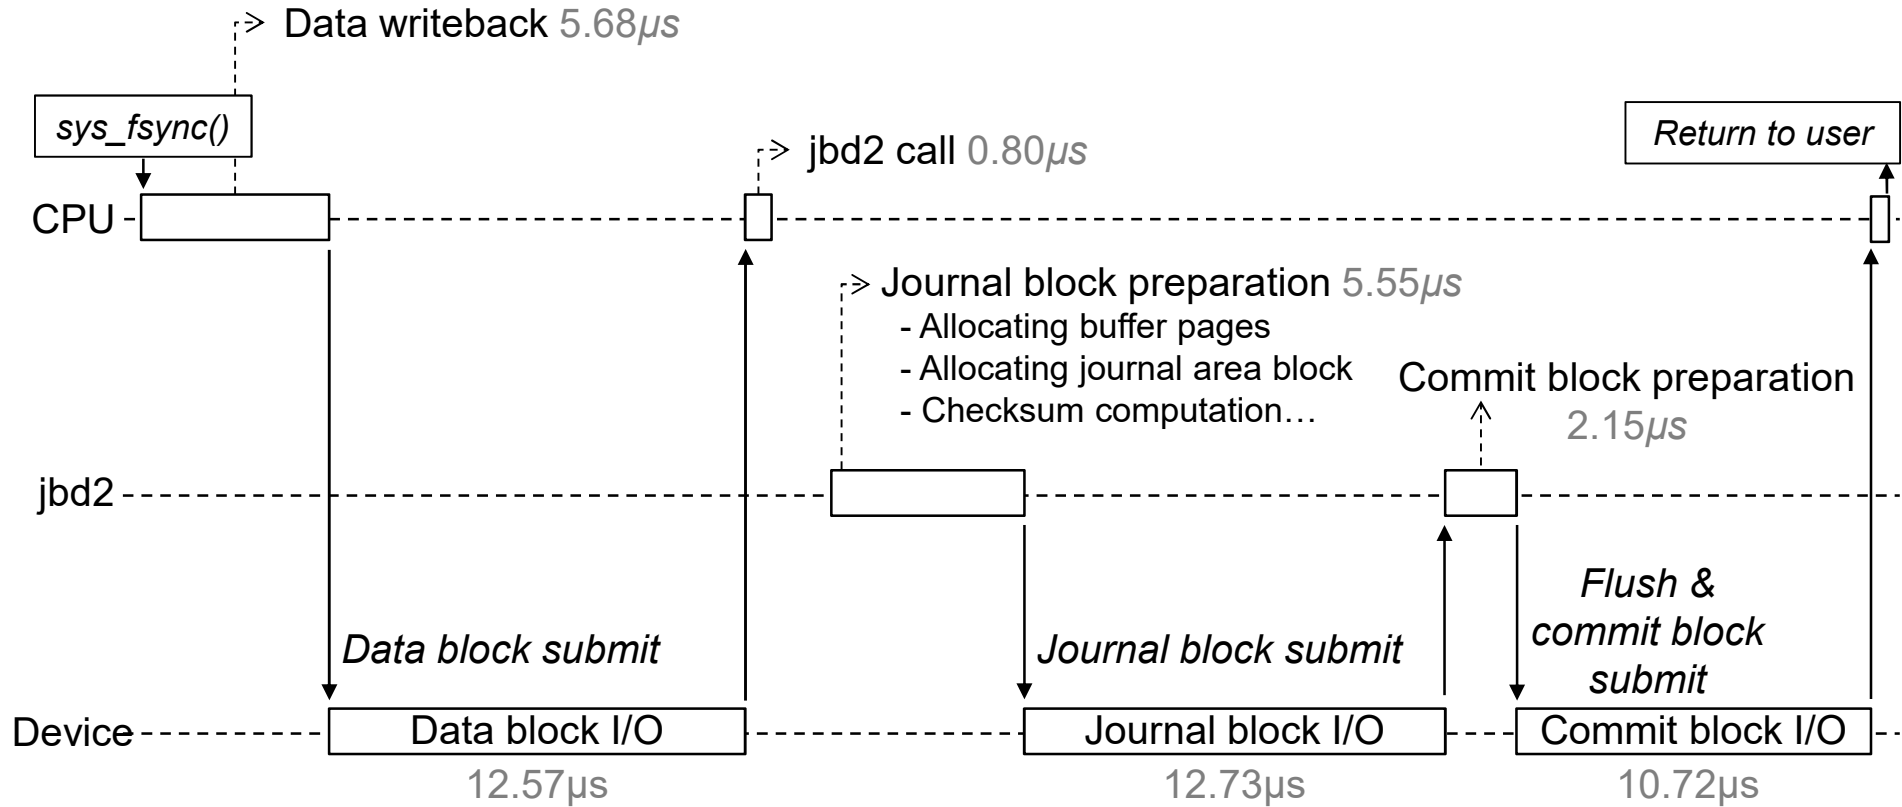 Data writeback 5.68µs
sys_fsync()
jbd2 call 0.80µs
Return to user
CPU
Journal block preparation 5.55µs
- Allocating buffer pages
- Allocating journal area block
- Checksum computation…
Commit block preparation
2.15µs
jbd2
Data block submit
Journal block submit
Flush &
commit block
submit
Device
Data block I/O
Journal block I/O
Commit block I/O
12.57µs
12.73µs
10.72µs